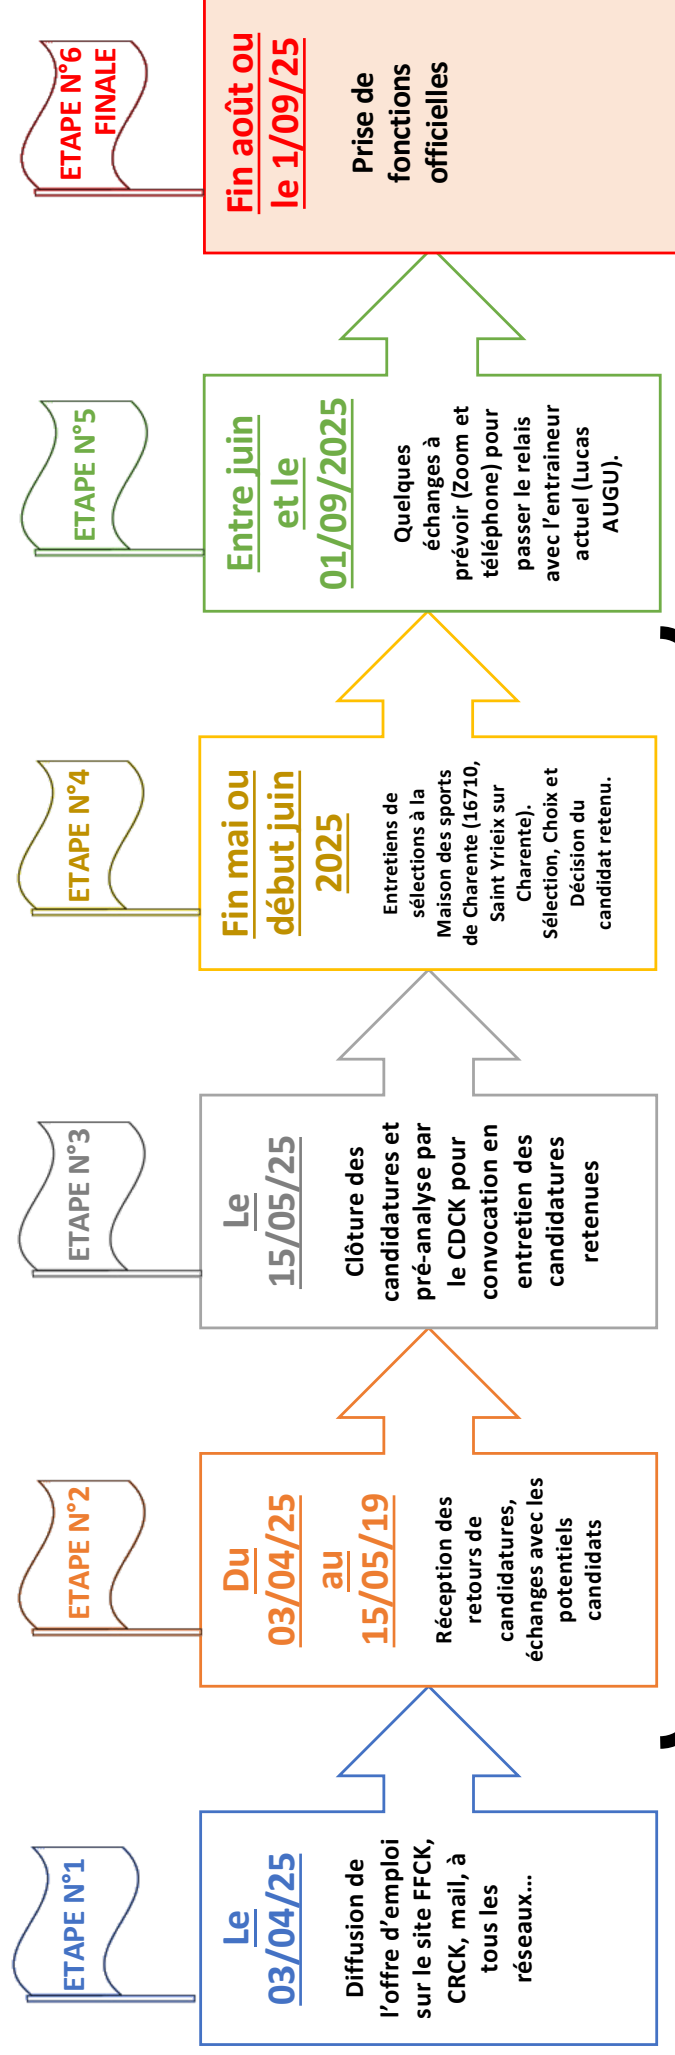 ETAPE N°1
Le
03/04/25
Diffusion de
l'offre d'emploi
sur le site FFCK,
CRCK, mail, à
tous les
réseaux...
ETAPE N°2
Du
03/04/25
au
15/05/19
Réception des
retours de
candidatures,
échanges avec les
potentiels
candidats
ETAPE N°3
Le
15/05/25
Clôture des
candidatures et
pré-analyse par
le CDCK pour
convocation en
entretien des
candidatures
retenues
ETAPE N°4
Fin mai ou
début juin
2025
Entretiens de
sélections à la
Maison des sports
de Charente (16710,
Saint Yrieix sur
Charente).
Sélection, Choix et
Décision du
candidat retenu.
ETAPE N°5
Entre juin
et le
01/09/2025
Quelques
échanges à
prévoir (Zoom et
téléphone) pour
passer le relais
avec l'entraineur
actuel (Lucas
AUGU).
ETAPE N°6
FINALE
Fin août ou
le 1/09/25
Prise de
fonctions
officielles